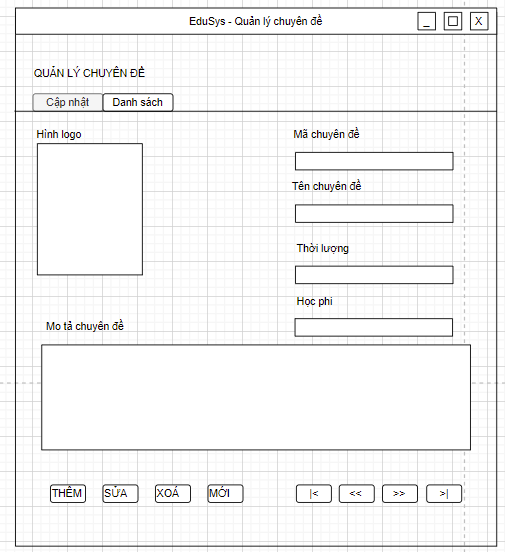 EduSys - Quản lý chuyên đề
_ X
QUẢN LÝ CHUYÊN ĐỀ
Cập nhật Danh sách
Hình logo
Mã chuyên đề
Tên chuyên đề
Thời lượng
Học phi
Mo tả chuyên đề
THÊM SỬA XOÁ MỚI |< << >> >|